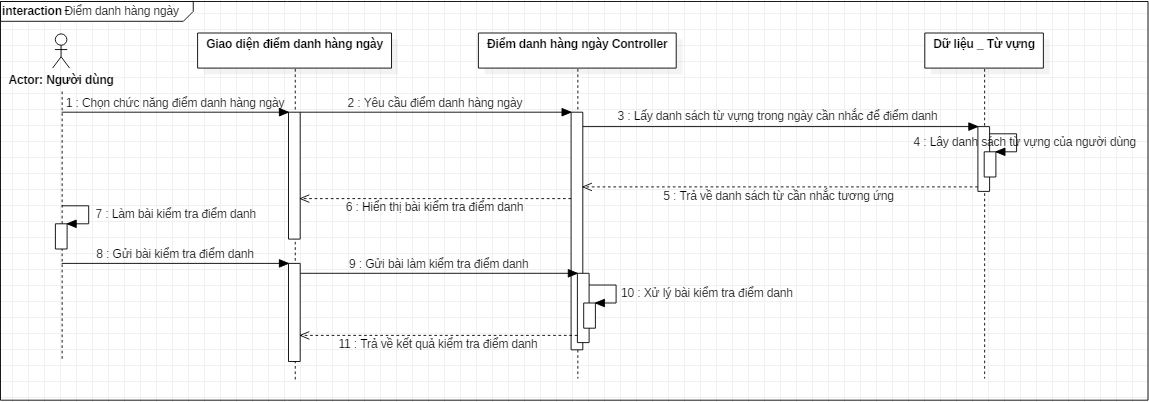 interaction Điểm danh hàng ngày
Giao diện điểm danh hàng ngày
Điểm danh hàng ngày Controller
Dữ liệu _ Từ vựng
Actor: Người dùng
1 : Chọn chức năng điểm danh hàng ngày
2 : Yêu cầu điểm danh hàng ngày
3 : Lấy danh sách từ vựng trong ngày cần nhắc để điểm danh
4 : Lây danh sách từ vựng của người dùng
5 : Trả về danh sách từ cần nhắc tương ứng
6 : Hiển thị bài kiểm tra điểm danh
7 : Làm bài kiểm tra điểm danh
8 : Gửi bài kiểm tra điểm danh
9 : Gửi bài làm kiểm tra điểm danh
10 : Xử lý bài kiểm tra điểm danh
11 : Trả về kết quả kiểm tra điểm danh